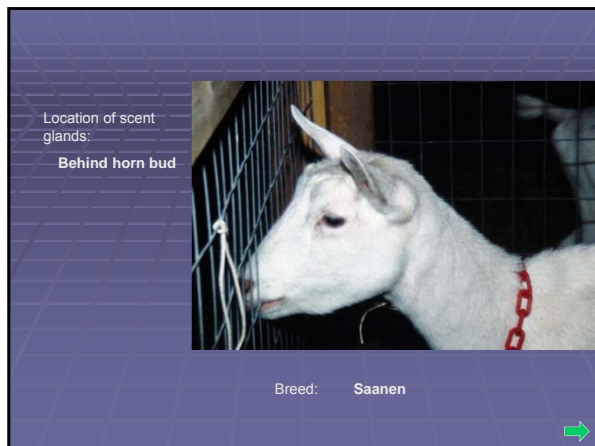 Location of scent
glands:
Behind horn bud
Breed: Saanen